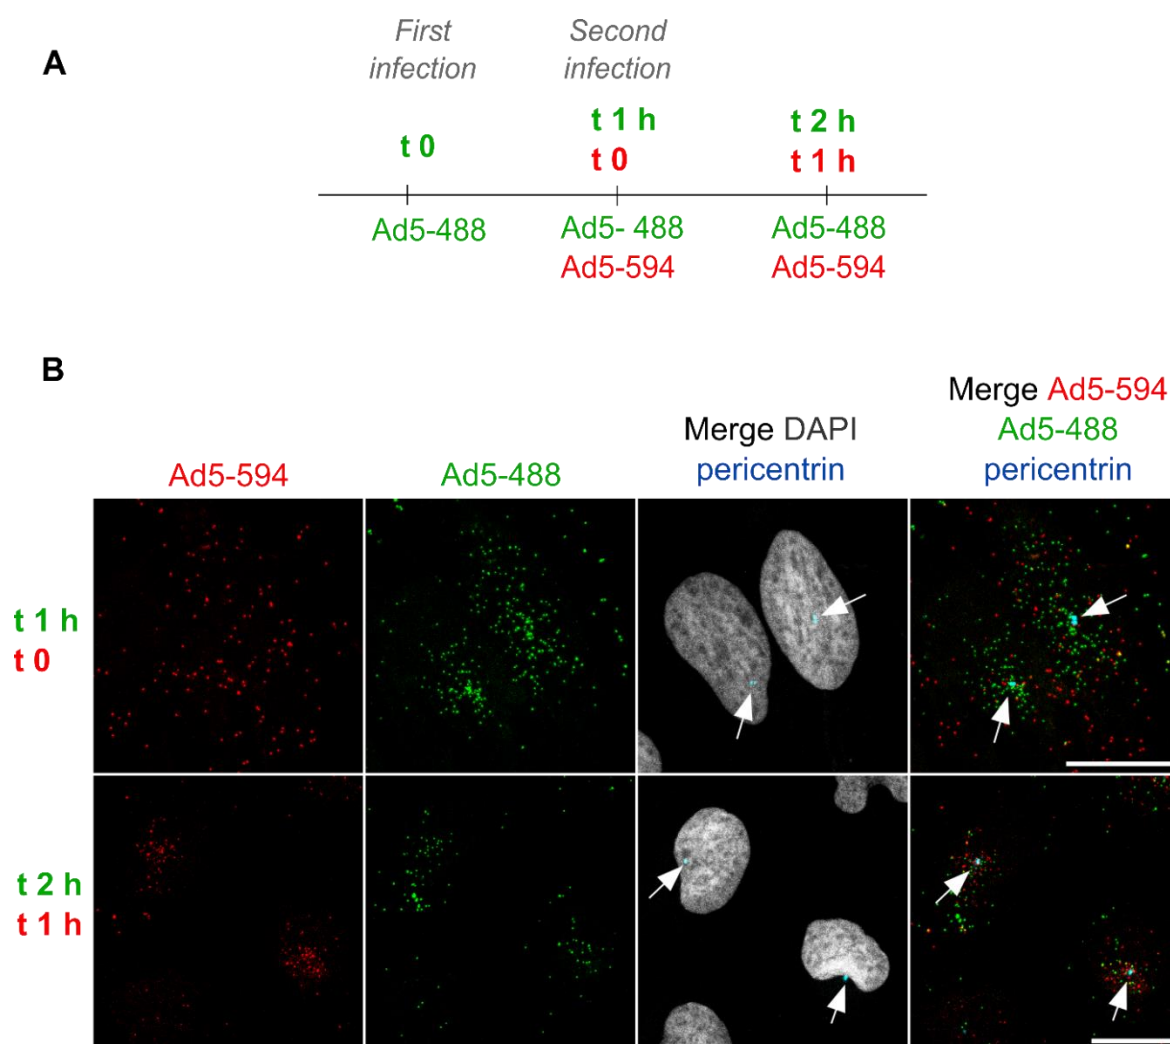 A
First
infection
Second
infection
t 0
t 1 h
t 0
t 2 h
t 1 h
Ad5-488
Ad5- 488
Ad5-594
Ad5-488
Ad5-594
B
Ad5-594
Ad5-488
Merge DAPI
pericentrin
Merge Ad5-594
Ad5-488
pericentrin
t 1 h
t 0
t 2 h
t 1 h